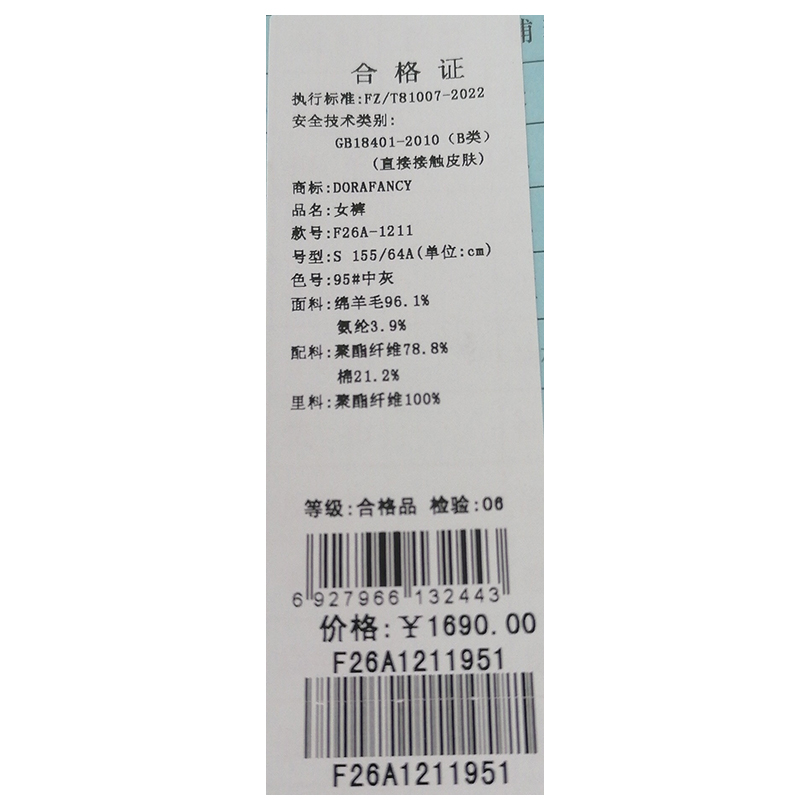 合格证
执行标准:FZ/T81007-2022
安全技术类别:
GB18401-2010（B类）
(直接接触皮肤)
商标:DORAFANCY
品名:女裤
款号:F26A-1211
号型:S 155/64A(单位:cm)
色号:95#中灰
面料:绵羊毛96.1%
氨纶3.9%
配料:聚酯纤维78.8%
棉21.2%
里料:聚酯纤维100%
等级:合格品 检验:06
6 927966 132443
价格:￥1690.00
F26A1211951
F26A1211951